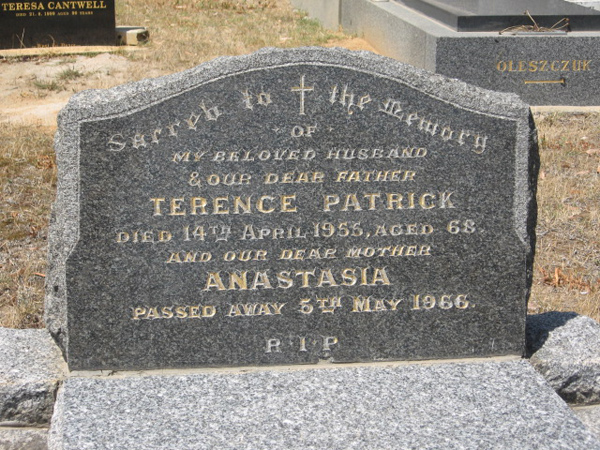 TERESA CANTWELL
OLESZCZUK
Sacred to the Memory
OF
MY BELOVED HUSBAND
& OUR DEAR FATHER
TERENCE PATRICK
DIED 14TH APRIL 1955, AGED 68.
AND OUR DEAR MOTHER
ANASTASIA
PASSED AWAY 5TH MAY 1966.
R·I·P